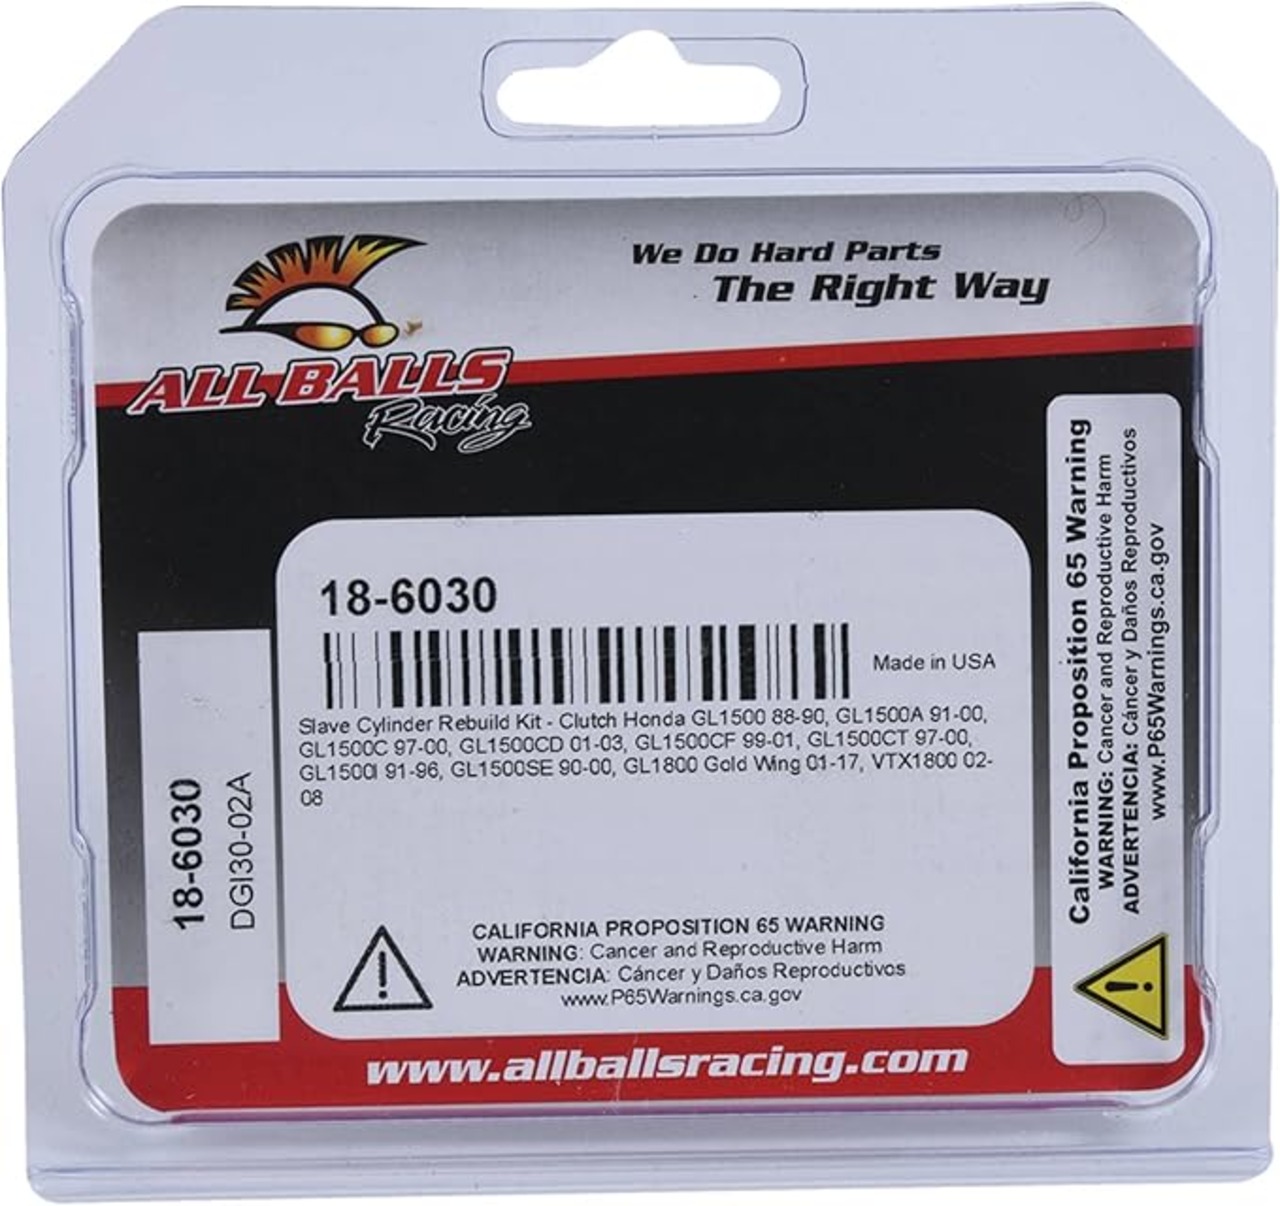 We Do Hard Parts
The Right Way
ALL BALLS
Racing
18-6030
Made in USA
Slave Cylinder Rebuild Kit - Clutch Honda GL1500 88-90, GL1500A 91-00,
GL1500C 97-00, GL1500CD 01-03, GL1500CF 99-01, GL1500CT 97-00,
GL1500I 91-96, GL1500SE 90-00, GL1800 Gold Wing 01-17, VTX1800 02-
08
CALIFORNIA PROPOSITION 65 WARNING
WARNING: Cancer and Reproductive Harm
ADVERTENCIA: Cáncer y Daños Reproductivos
www.P65Warnings.ca.gov
18-6030
DGI30-02A
California Proposition 65 Warning
WARNING: Cancer and Reproductive Harm
ADVERTENCIA: Cáncer y Daños Reproductivos
www.P65Warnings.ca.gov
www.allballsracing.com